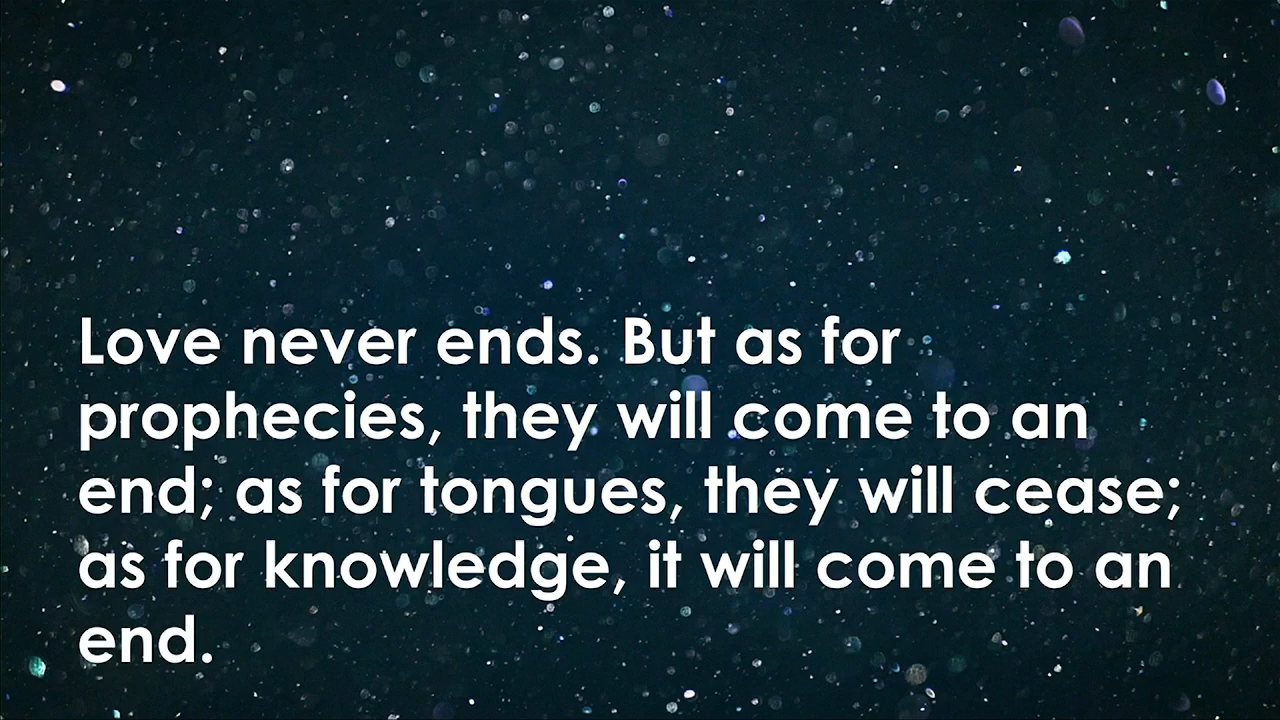 Love never ends. But as for
prophecies, they will come to an
end; as for tongues, they will cease;
as for knowledge, it will come to an
end.